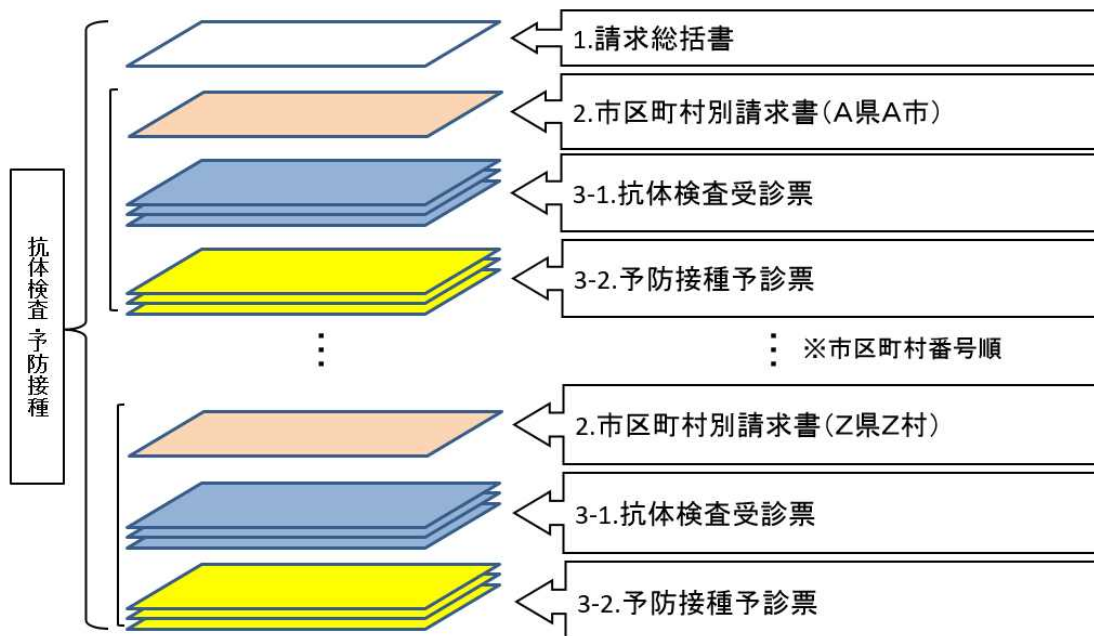 1.請求総括書
2.市区町村別請求書(A県A市)
3-1.抗体検査受診票
3-2.予防接種予診票
抗体検査・予防接種
⋮ ⋮ ※市区町村番号順
2.市区町村別請求書(Z県Z村)
3-1.抗体検査受診票
3-2.予防接種予診票